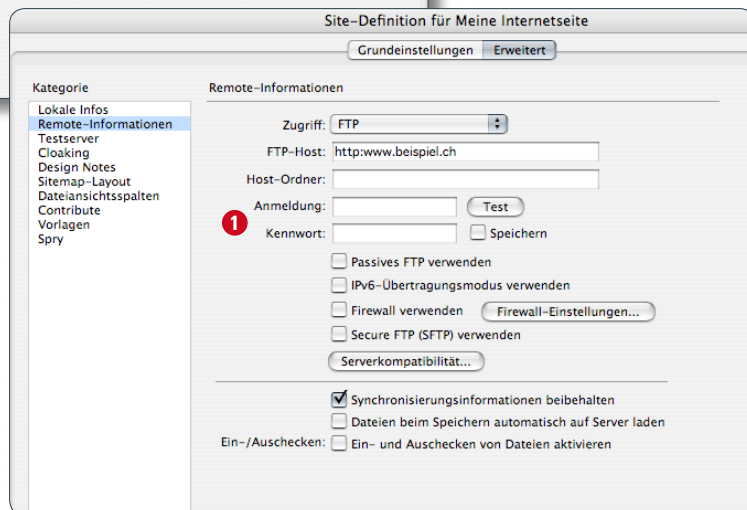 Site-Definition für Meine Internetseite
Grundeinstellungen Erweitert
Kategorie
Lokale Infos
Remote-Informationen
Testserver
Cloaking
Design Notes
Sitemap-Layout
Dateiansichtsspalten
Contribute
Vorlagen
Spry
Remote-Informationen
Zugriff: FTP
FTP-Host: http:www.beispiel.ch
Host-Ordner:
Anmeldung: Test
1
Kennwort: Speichern
Passives FTP verwenden
IPv6-Übertragungsmodus verwenden
Firewall verwenden Firewall-Einstellungen...
Secure FTP (SFTP) verwenden
Serverkompatibilität...
Synchronisierungsinformationen beibehalten
Dateien beim Speichern automatisch auf Server laden
Ein-/Auschecken: Ein- und Auschecken von Dateien aktivieren